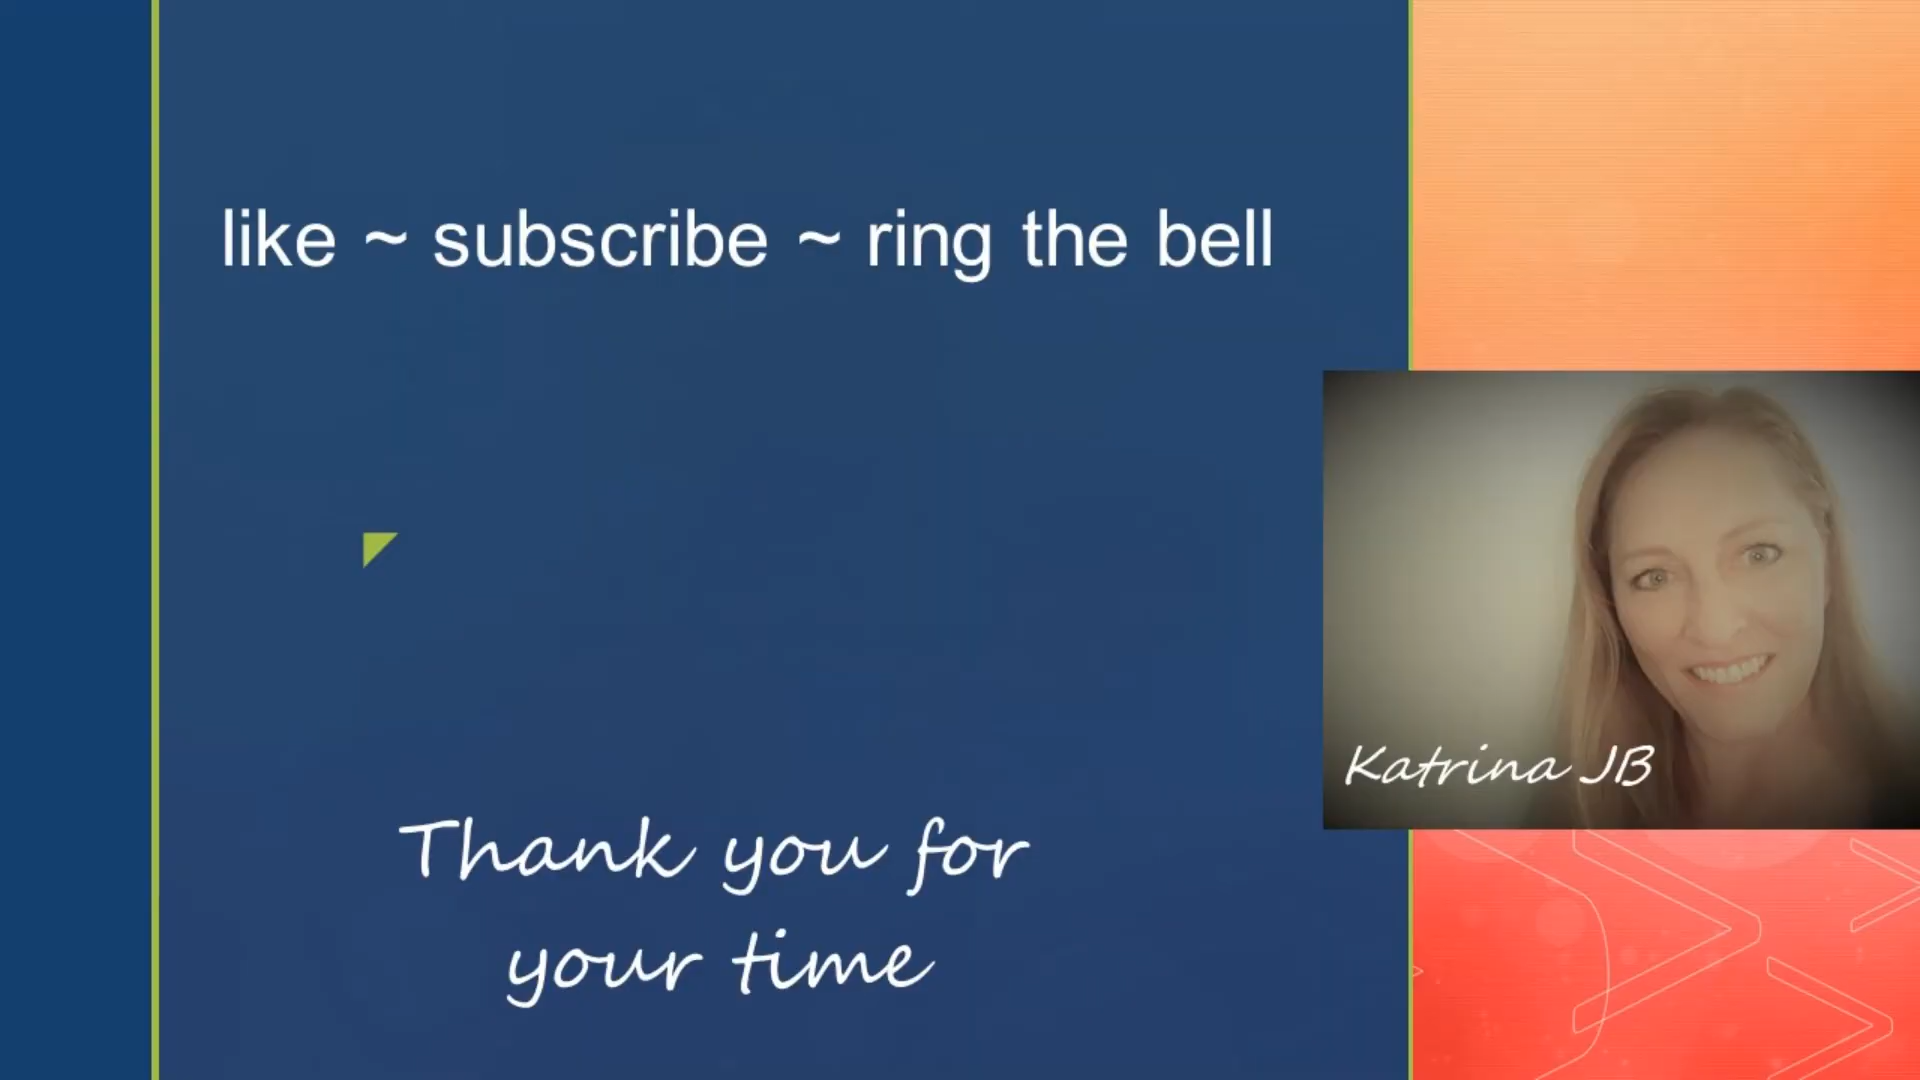 like ~ subscribe ~ ring the bell
Katrina JB
Thank you for
your time